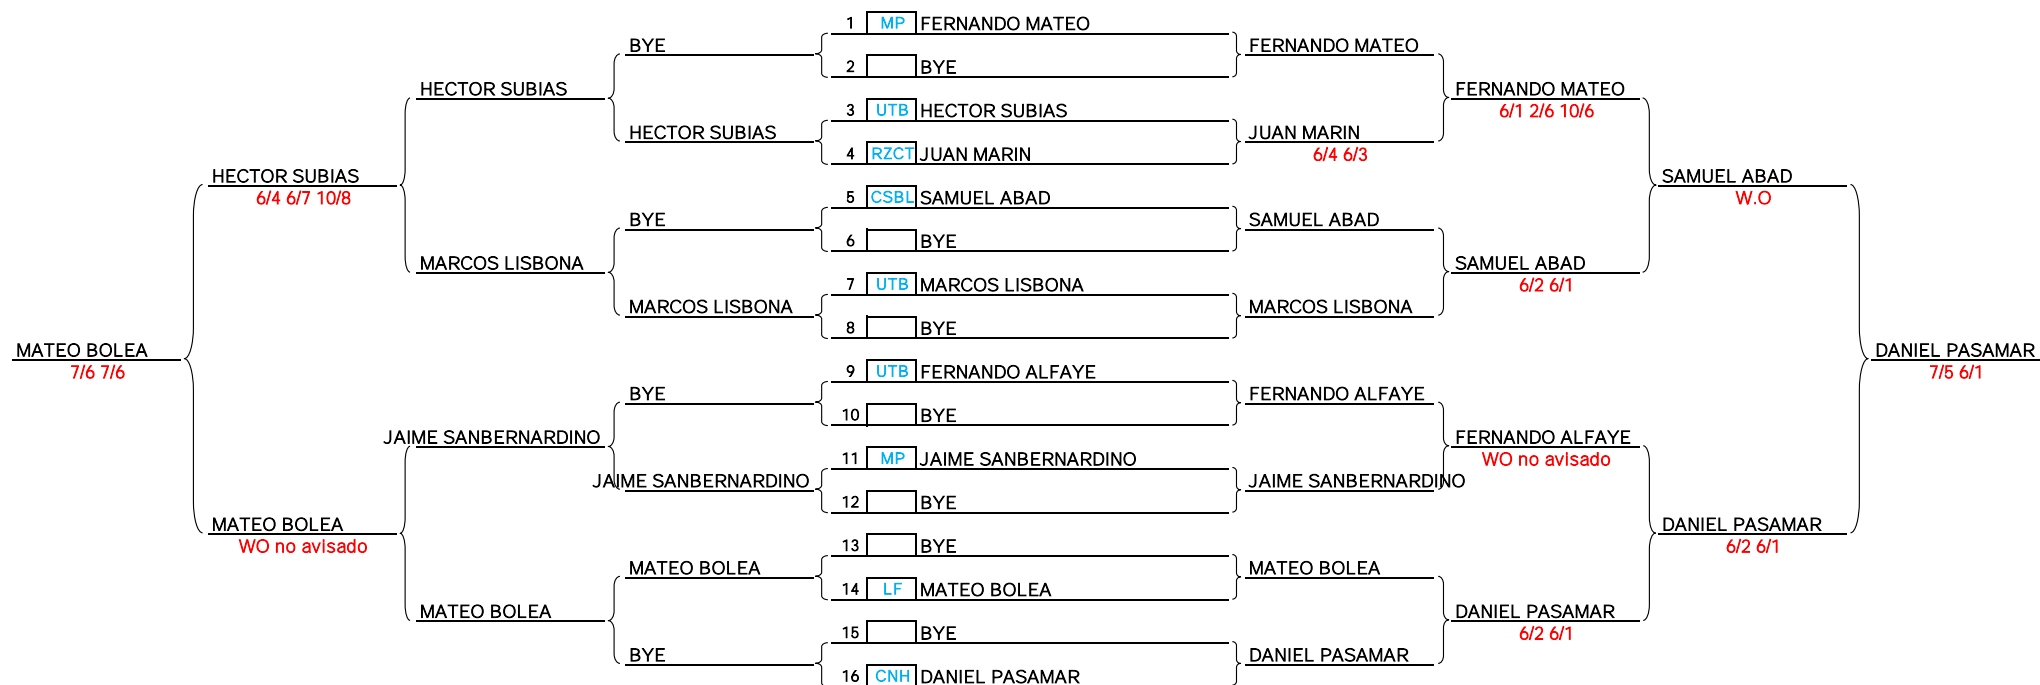 1 MP FERNANDO MATEO
BYE FERNANDO MATEO
2 BYE
HECTOR SUBIAS FERNANDO MATEO
6/1 2/6 10/6
3 UTB HECTOR SUBIAS
HECTOR SUBIAS JUAN MARIN
4 RZCT JUAN MARIN 6/4 6/3
HECTOR SUBIAS SAMUEL ABAD
6/4 6/7 10/8 W.O
5 CSBL SAMUEL ABAD
BYE SAMUEL ABAD
6 BYE
MARCOS LISBONA SAMUEL ABAD
6/2 6/1
7 UTB MARCOS LISBONA
MARCOS LISBONA MARCOS LISBONA
8 BYE
MATEO BOLEA DANIEL PASAMAR
7/6 7/6 7/5 6/1
9 UTB FERNANDO ALFAYE
BYE FERNANDO ALFAYE
10 BYE
JAIME SANBERNARDINO FERNANDO ALFAYE
WO no avisado
11 MP JAIME SANBERNARDINO
JAIME SANBERNARDINO JAIME SANBERNARDINO
12 BYE
MATEO BOLEA DANIEL PASAMAR
WO no avisado 6/2 6/1
13 BYE
MATEO BOLEA MATEO BOLEA
14 LF MATEO BOLEA
MATEO BOLEA DANIEL PASAMAR
6/2 6/1
15 BYE
BYE DANIEL PASAMAR
16 CNH DANIEL PASAMAR